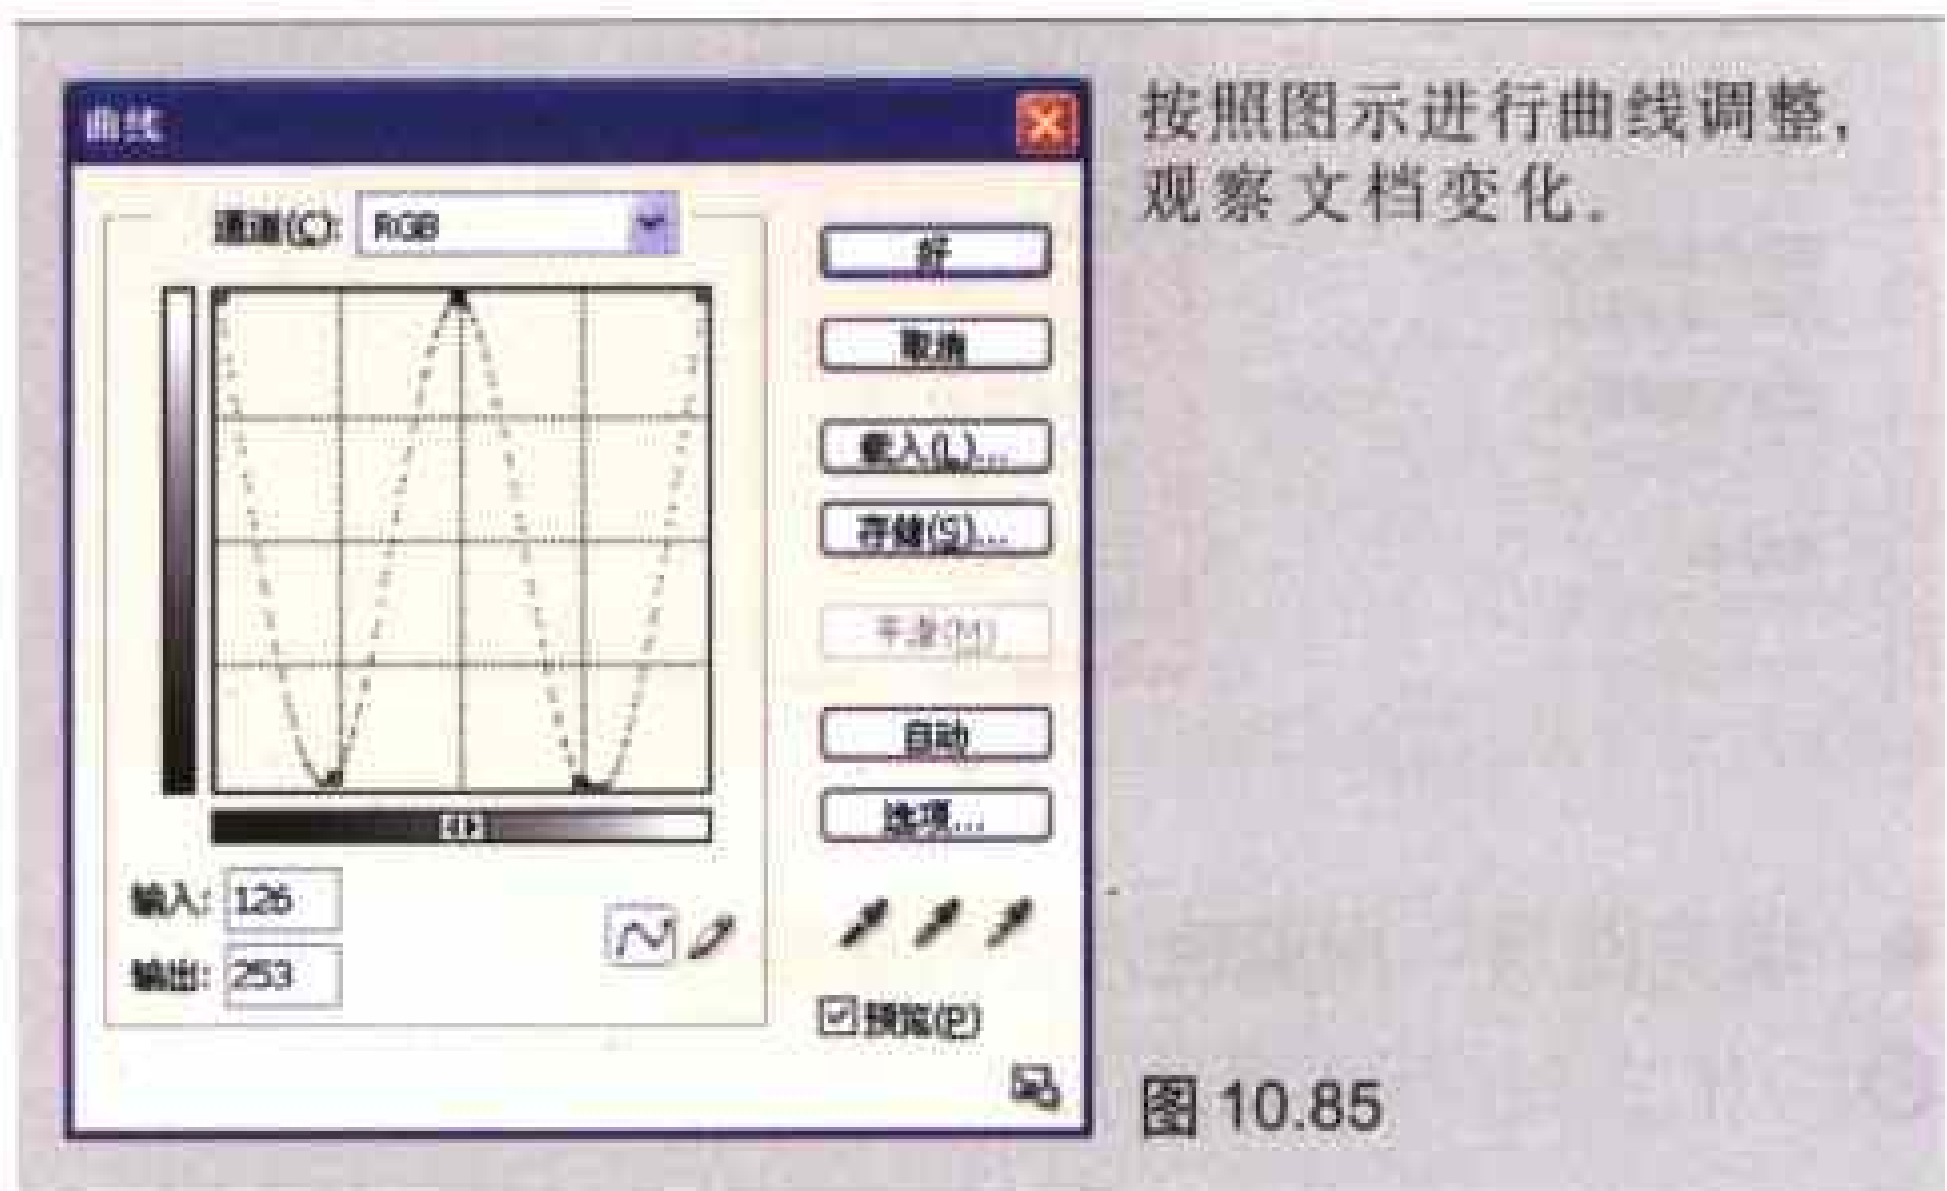 曲线
通道(C): RGB
好
取消
载入(L)...
存储(S)...
平滑(M)
自动
选项...
输入: 126
输出: 253
预览(P)
按照图示进行曲线调整,
观察文档变化。
图 10.85